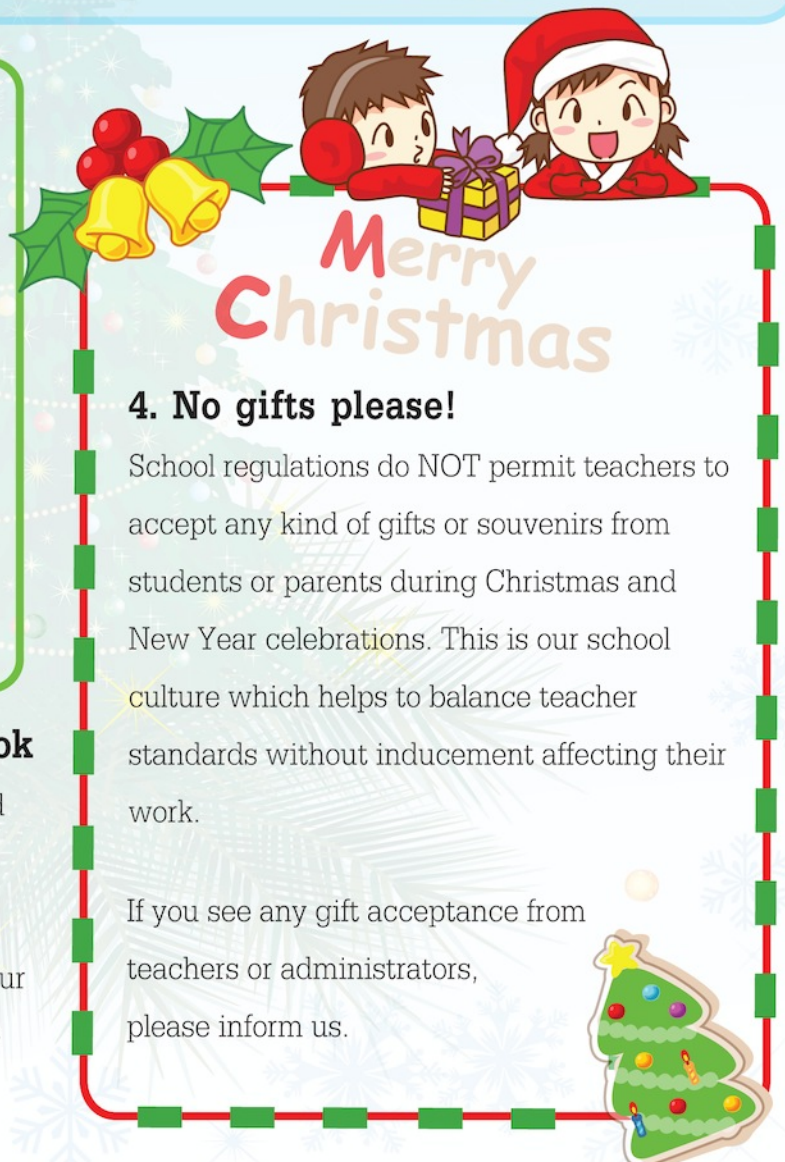 Merry
Christmas
4. No gifts please!
School regulations do NOT permit teachers to
accept any kind of gifts or souvenirs from
students or parents during Christmas and
New Year celebrations. This is our school
culture which helps to balance teacher
standards without inducement affecting their
work.
If you see any gift acceptance from
teachers or administrators,
please inform us.